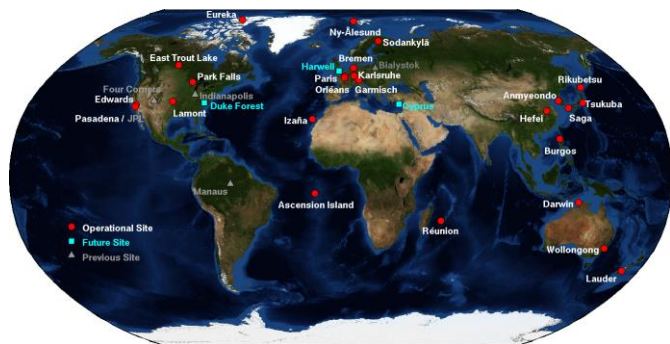 Eureka
Ny-Ålesund
Sodankylä
East Trout Lake
Bremen
Harwell
Bialystok
Park Falls
Paris
Karlsruhe
Four Corners
Indianapolis
Orléans
Garmisch
Rikubetsu
Edwards
Duke Forest
Cyprus
Anmyeondo
Tsukuba
Pasadena / JPL
Lamont
Izaña
Hefei
Saga
Burgos
Manaus
Ascension Island
Darwin
Réunion
Operational Site
Future Site
Previous Site
Wollongong
Lauder